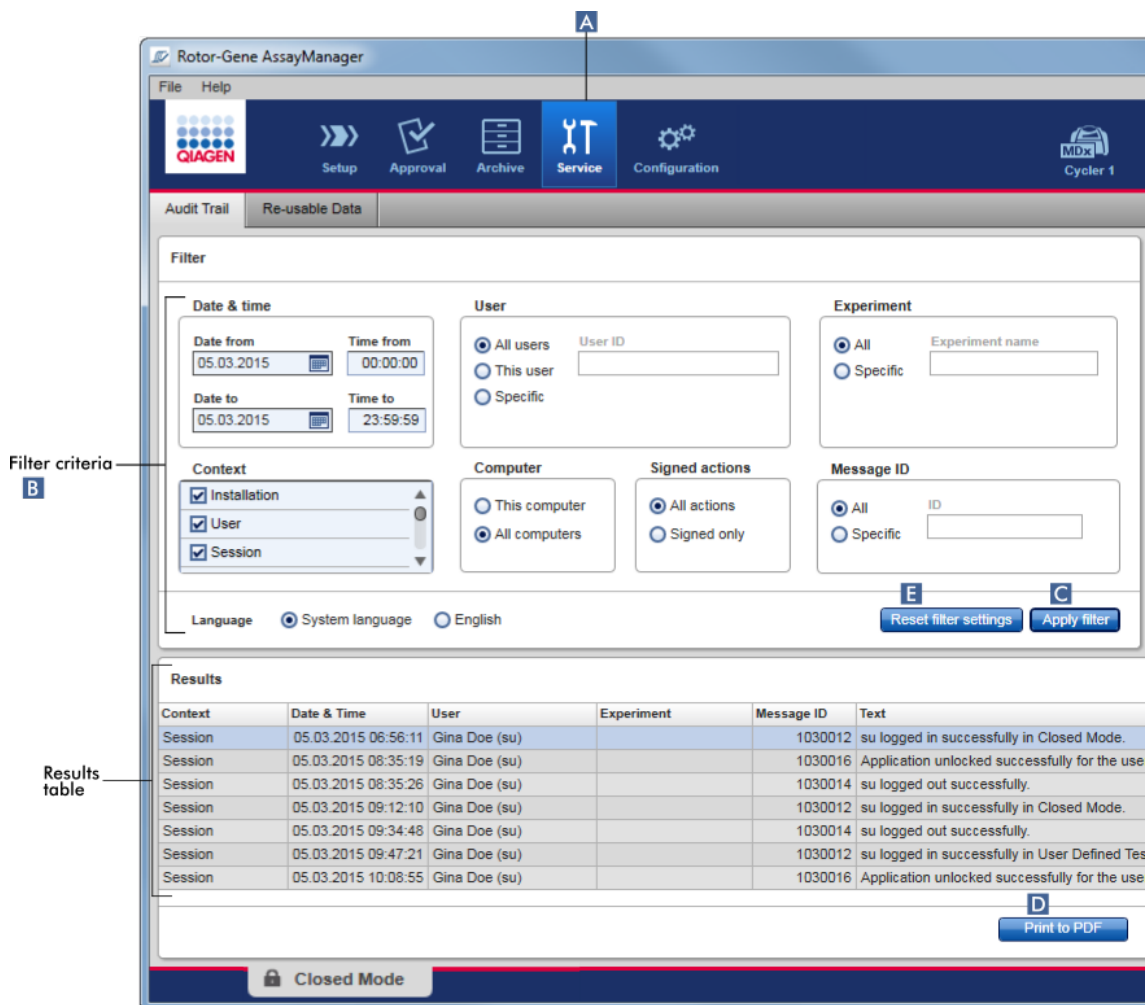 A
Rotor-Gene AssayManager
File Help
QIAGEN
Setup Approval Archive Service Configuration
MDx
Cycler 1
Audit Trail Re-usable Data
Filter
Date & time User Experiment
Date from Time from
05.03.2015 00:00:00
Date to Time to
05.03.2015 23:59:59
All users User ID
This user
Specific
All Experiment name
Specific
Filter criteria
B
Context Computer Signed actions Message ID
Installation
User
Session
This computer
All computers
All actions
Signed only
All ID
Specific
E C
Language System language English Reset filter settings Apply filter
Results
Context Date & Time User Experiment Message ID Text
Session 05.03.2015 06:56:11 Gina Doe (su) 1030012 su logged in successfully in Closed Mode.
Session 05.03.2015 08:35:19 Gina Doe (su) 1030016 Application unlocked successfully for the use
Session 05.03.2015 08:35:26 Gina Doe (su) 1030014 su logged out successfully.
Session 05.03.2015 09:12:10 Gina Doe (su) 1030012 su logged in successfully in Closed Mode.
Session 05.03.2015 09:34:48 Gina Doe (su) 1030014 su logged out successfully.
Session 05.03.2015 09:47:21 Gina Doe (su) 1030012 su logged in successfully in User Defined Tes
Session 05.03.2015 10:08:55 Gina Doe (su) 1030016 Application unlocked successfully for the use
Results
table
D
Print to PDF
Closed Mode